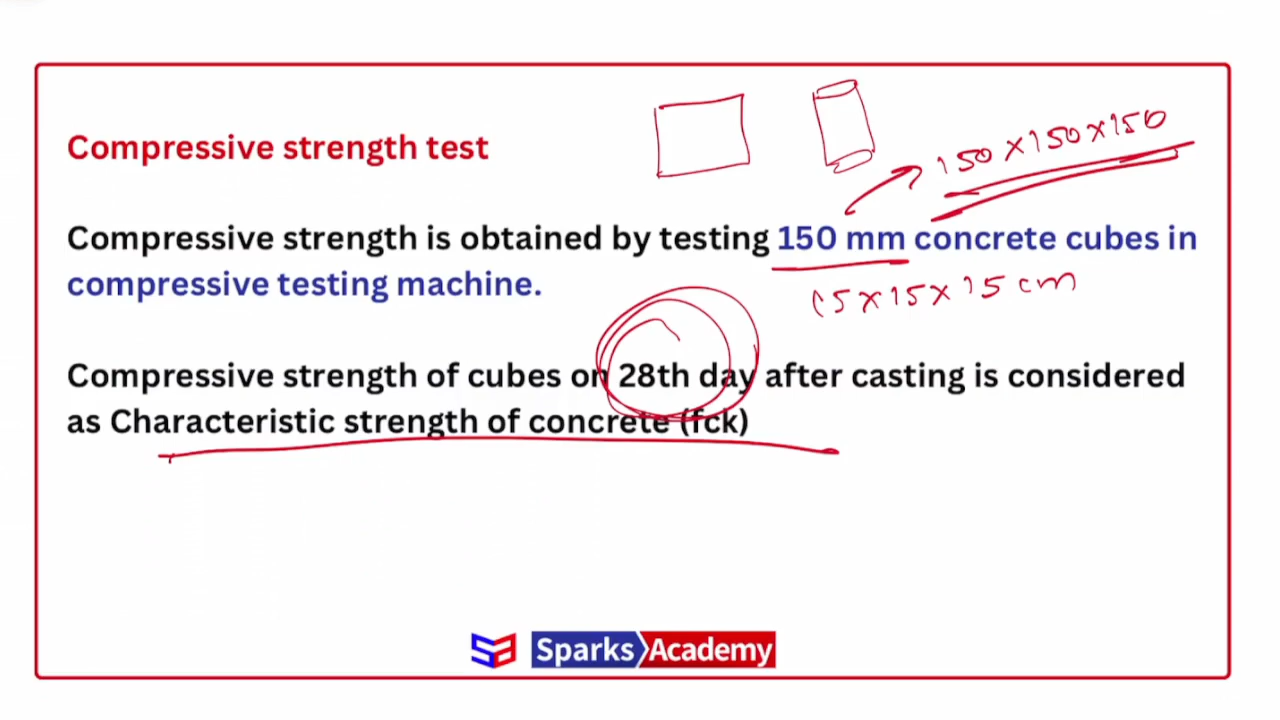 Compressive strength test
150 x 150 x 150
Compressive strength is obtained by testing 150 mm concrete cubes in
compressive testing machine.
15 x 15 x 15 cm
Compressive strength of cubes on 28th day after casting is considered
as Characteristic strength of concrete (fck)
Sparks Academy